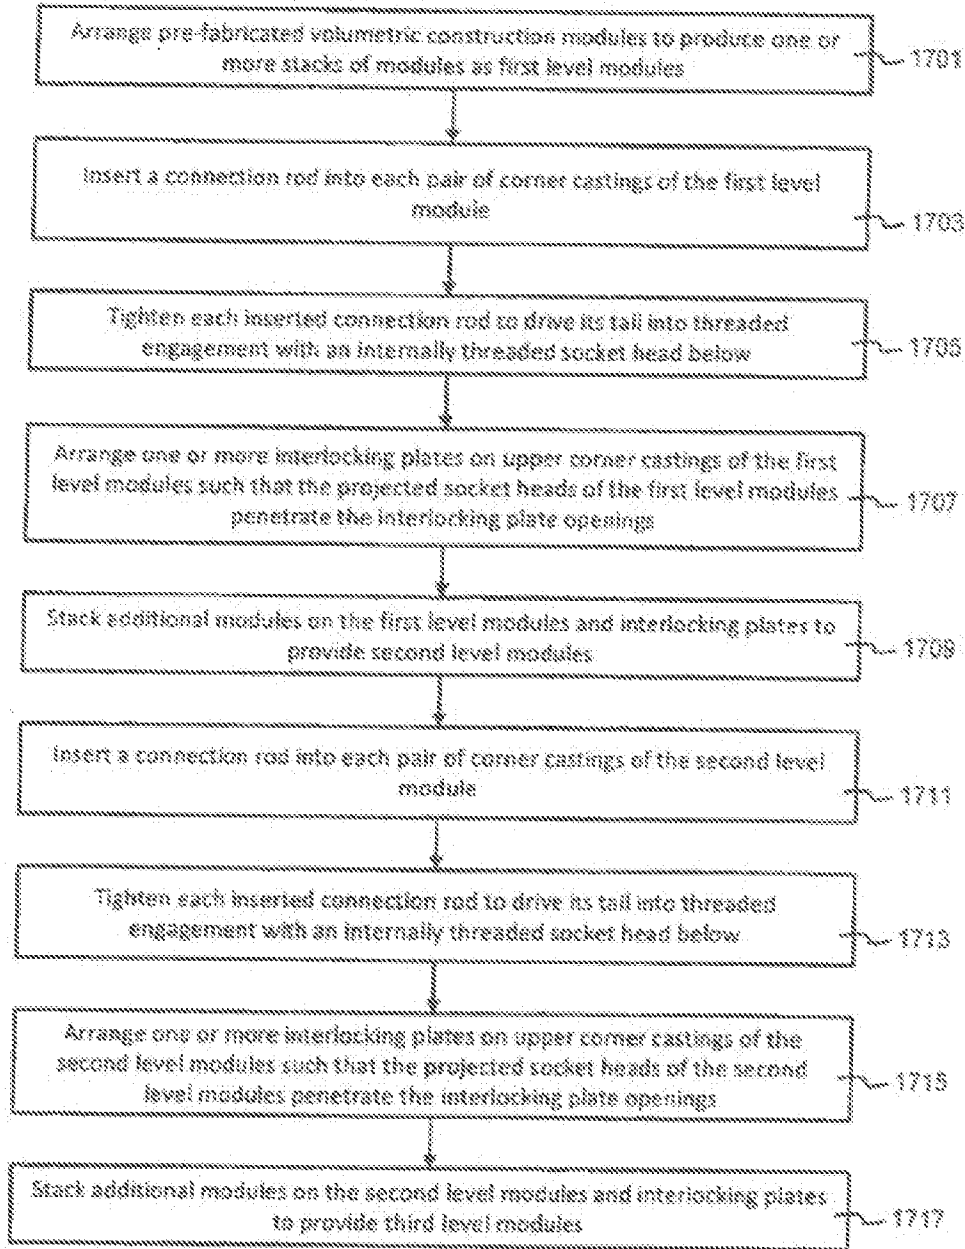 Arrange pre-fabricated volumetric construction modules to produce one or
more stacks of modules as first level modules
1701
Insert a connection rod into each pair of corner castings of the first level
module
1703
Tighten each inserted connection rod to drive its tail into threaded
engagement with an internally threaded socket head below
1705
Arrange one or more interlocking plates on upper corner castings of the first
level modules such that the projected socket heads of the first level modules
penetrate the interlocking plate openings
1707
Stack additional modules on the first level modules and interlocking plates to
provide second level modules
1709
Insert a connection rod into each pair of corner castings of the second level
module
1711
Tighten each inserted connection rod to drive its tail into threaded
engagement with an internally threaded socket head below
1713
Arrange one or more interlocking plates on upper corner castings of the
second level modules such that the projected socket heads of the second
level modules penetrate the interlocking plate openings
1715
Stack additional modules on the second level modules and interlocking plates
to provide third level modules
1717